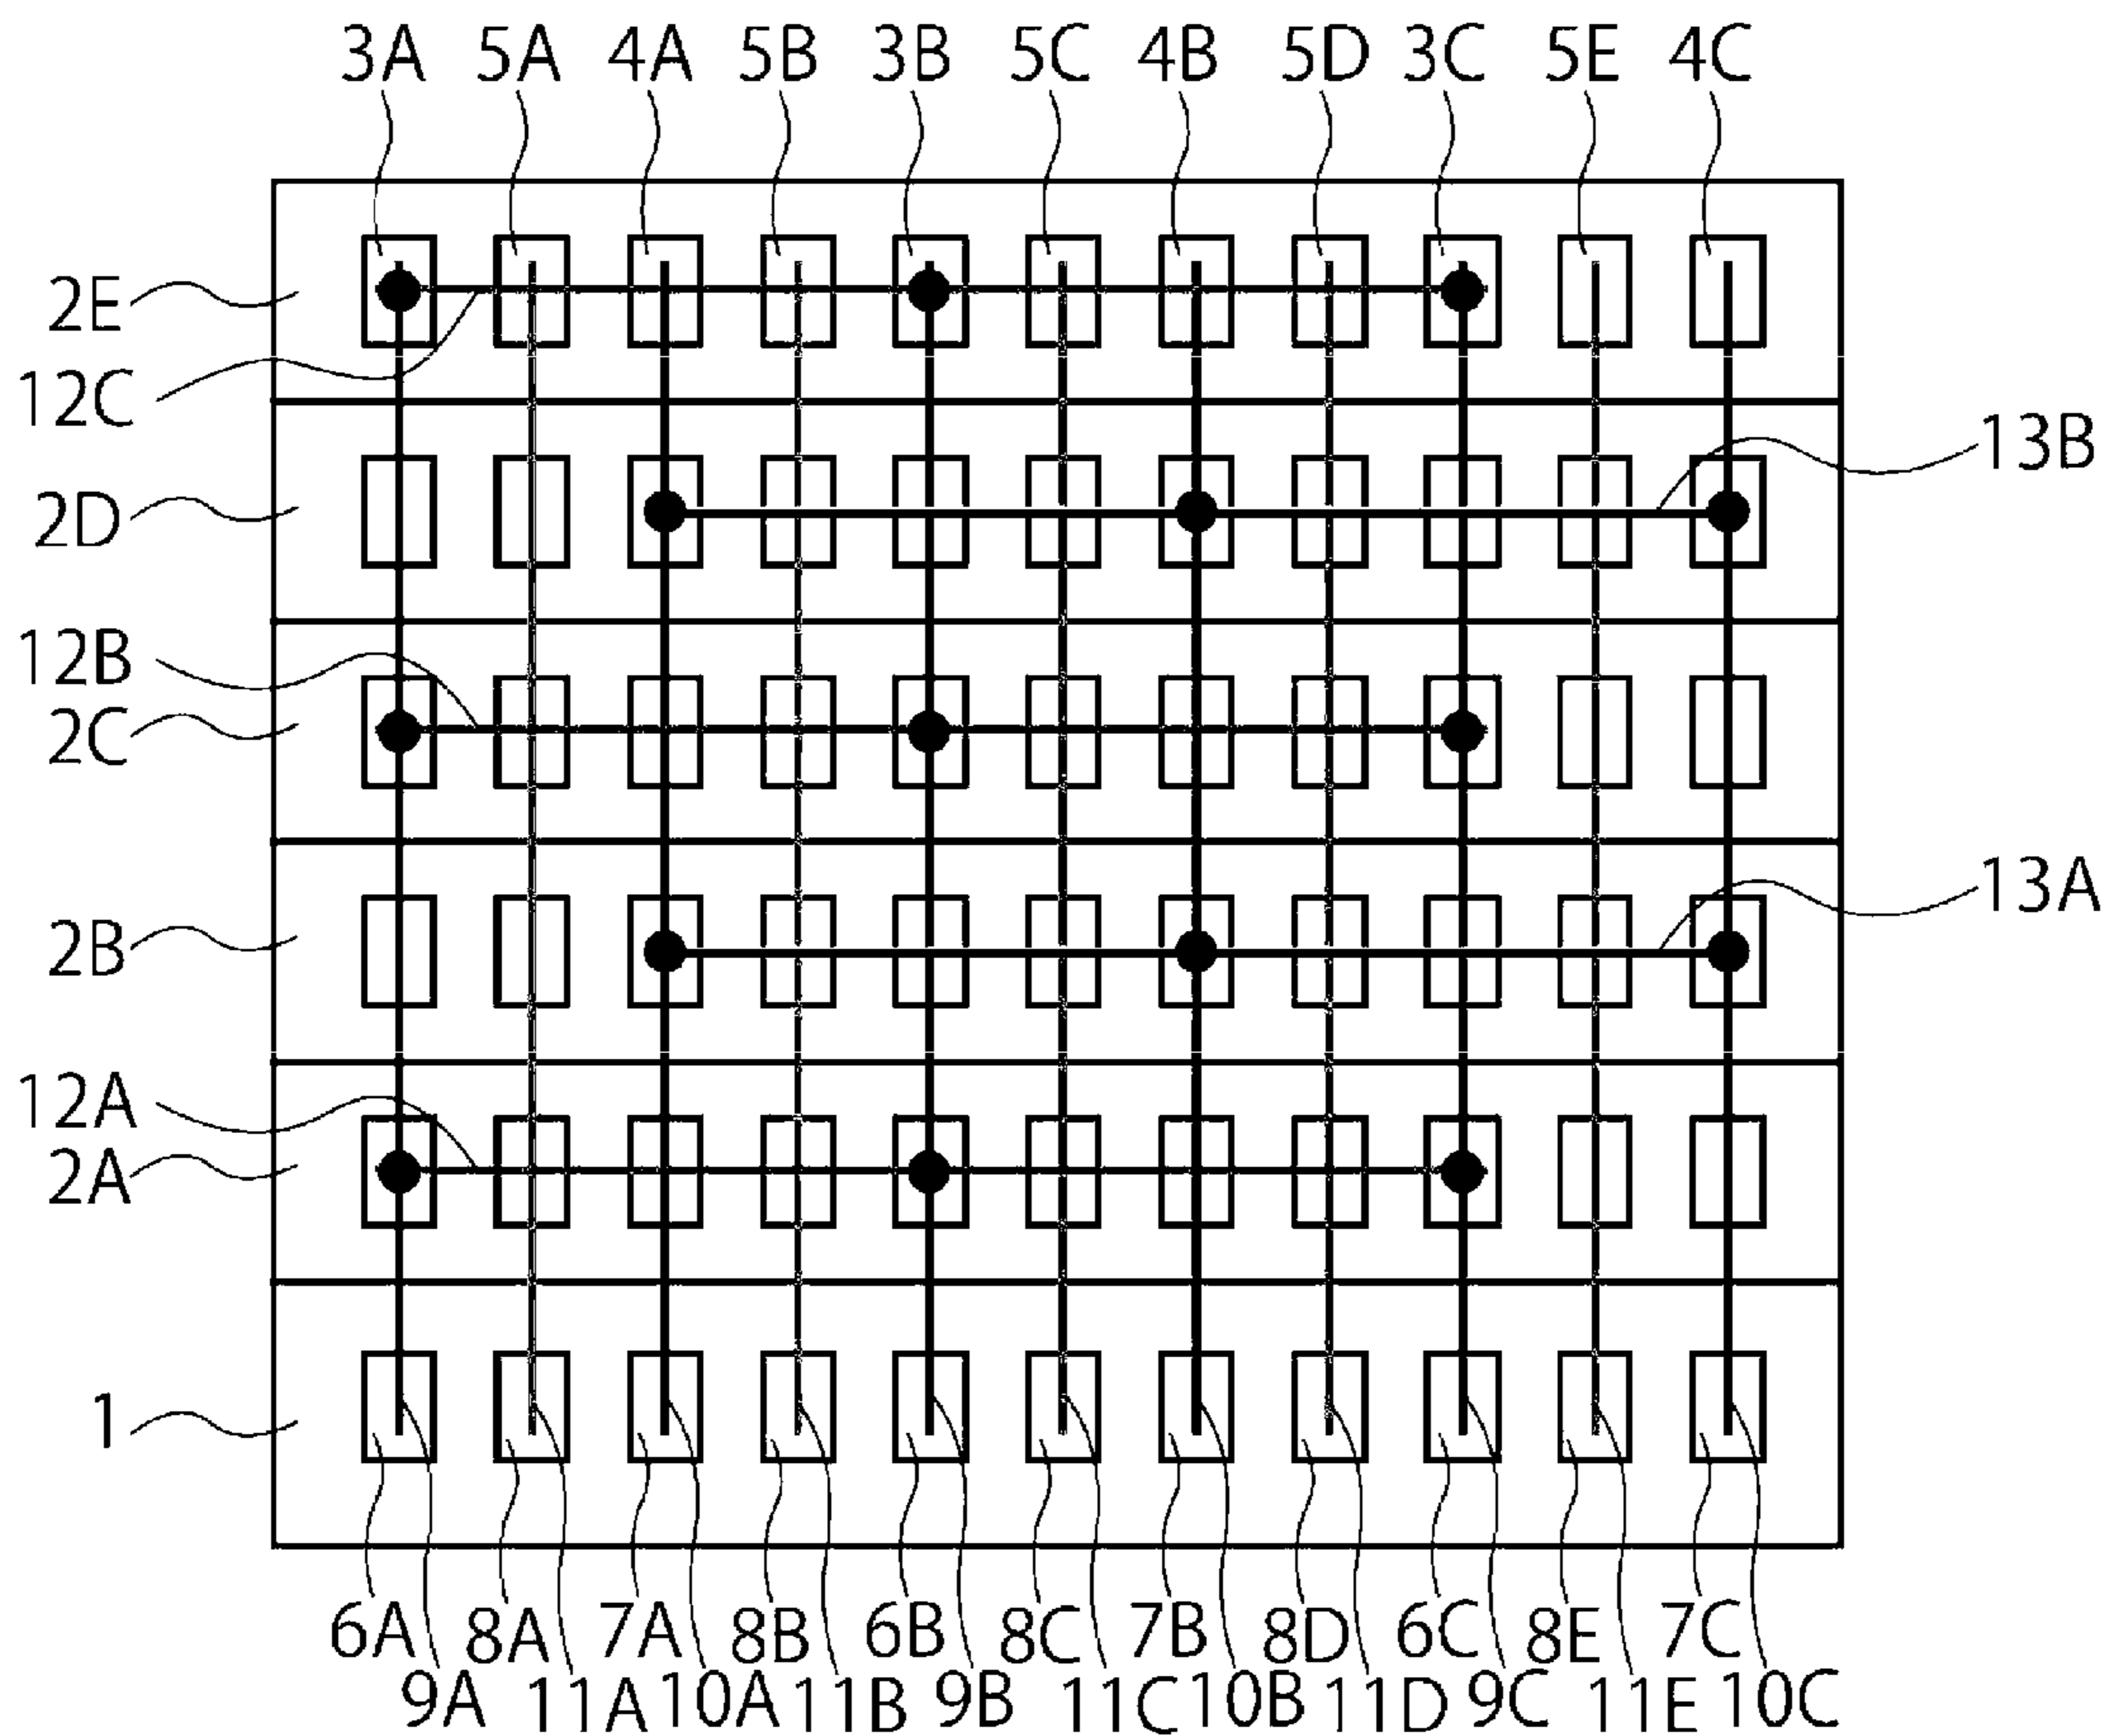 3A 5A 4A 5B 3B 5C 4B 5D 3C 5E 4C
2E
12C
13B
2D
12B
2C
13A
2B
12A
2A
1
6A 8A 7A 8B 6B 8C 7B 8D 6C 8E 7C
9A 11A 10A 11B 9B 11C 10B 11D 9C 11E 10C